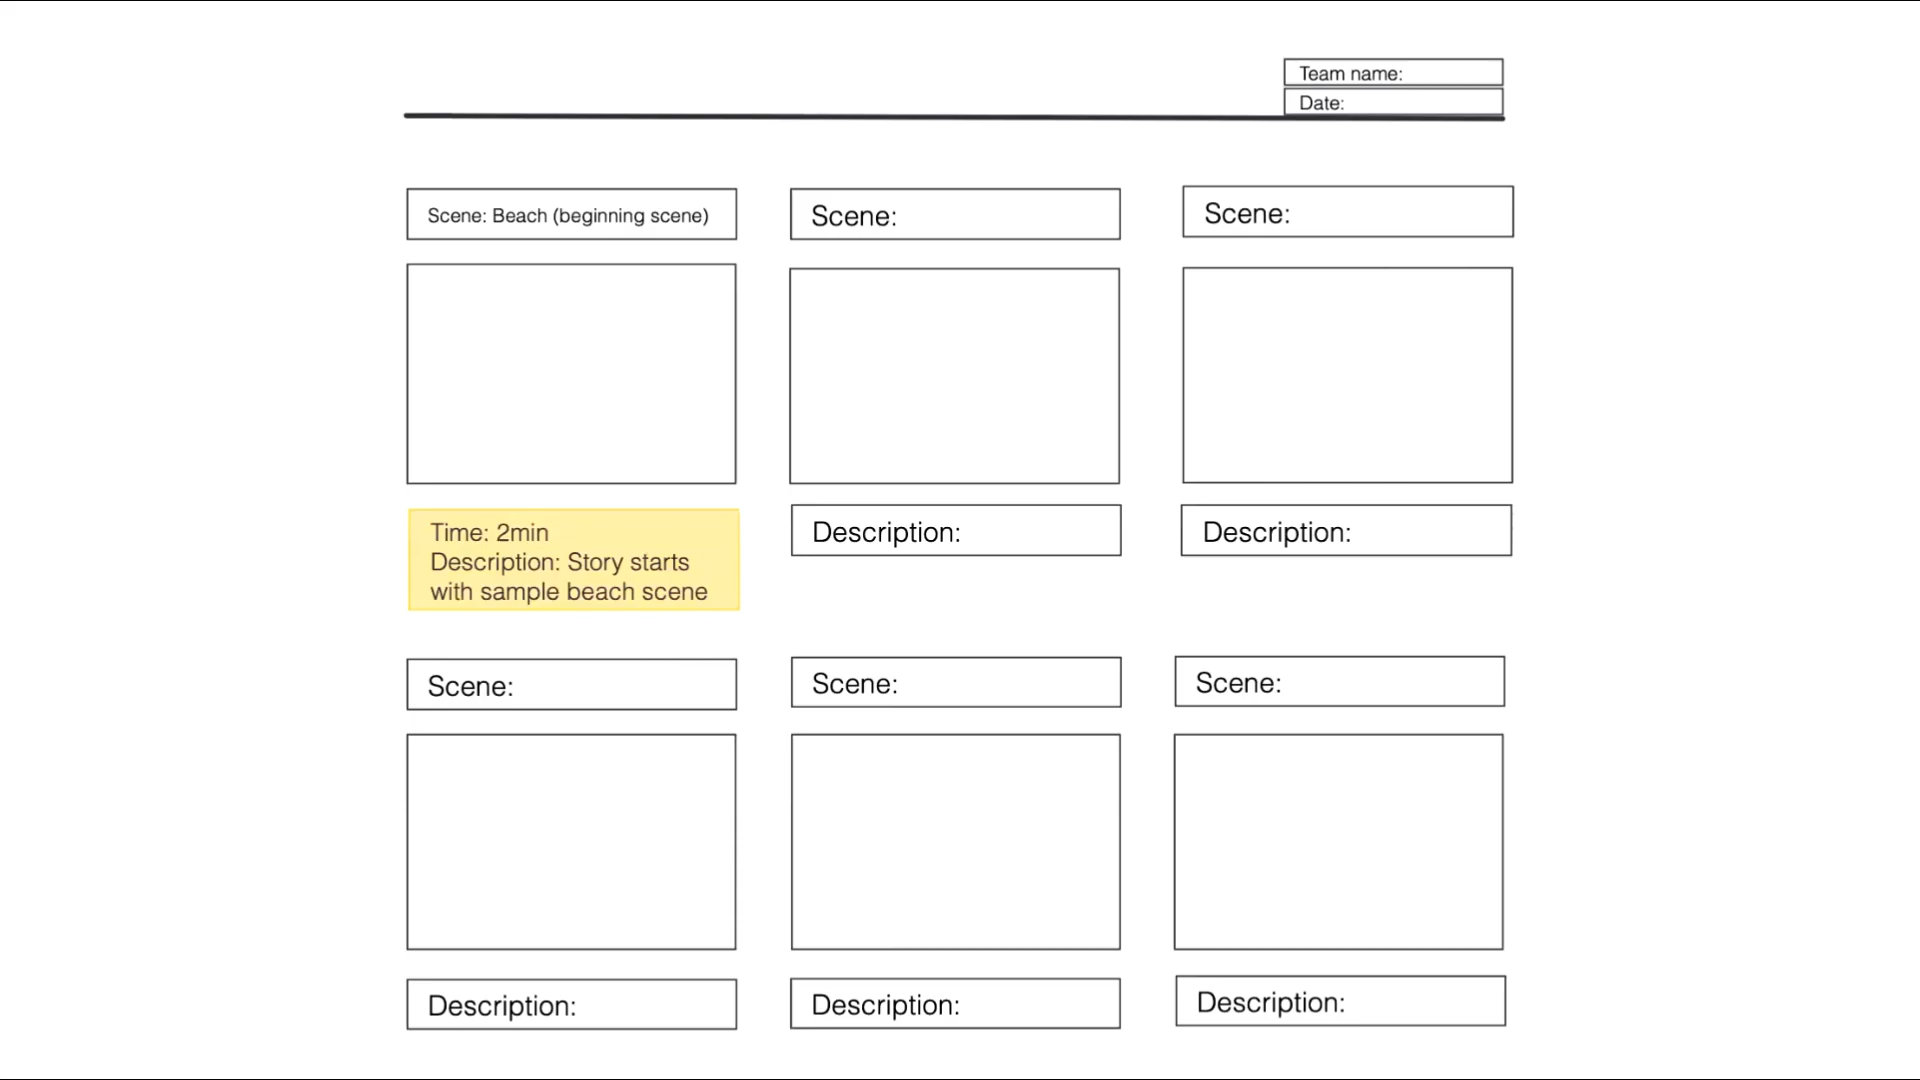 Team name:
Date:
Scene: Beach (beginning scene)
Scene:
Scene:
Time: 2min
Description: Story starts
with sample beach scene
Description:
Description:
Scene:
Scene:
Scene:
Description:
Description:
Description: